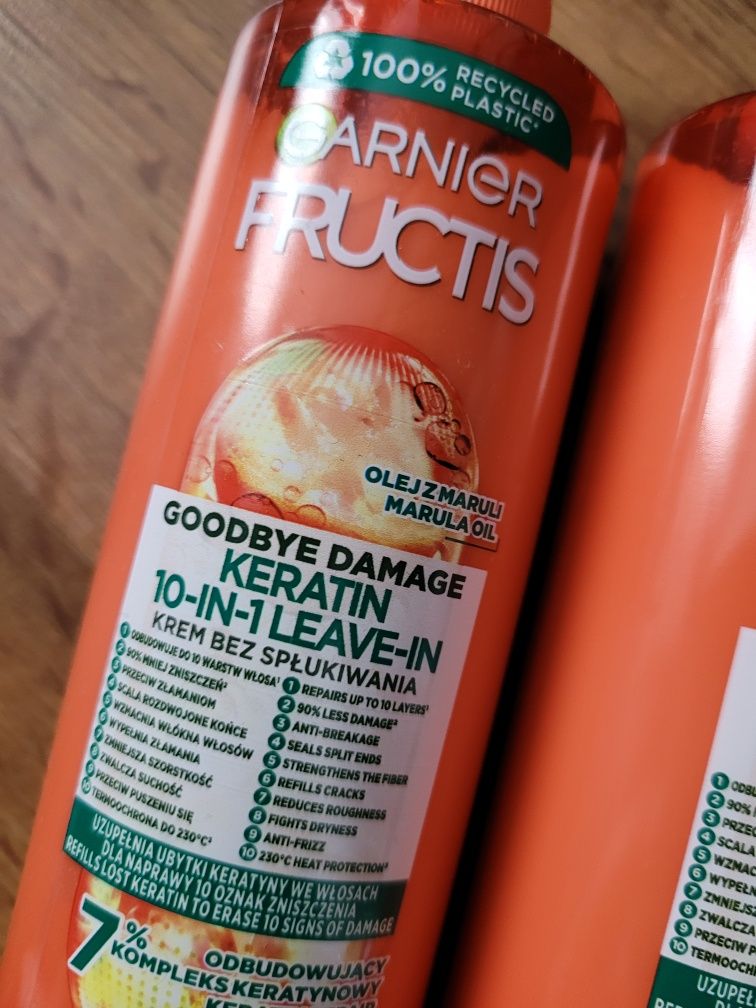 100% RECYCLED
PLASTIC*
GARNIER
FRUCTIS
OLEJ Z MARULI
MARULA OIL
GOODBYE DAMAGE
KERATIN
10-IN-1 LEAVE-IN
KREM BEZ SPŁUKIWANIA
1 ODBUDOWUJE DO 10 WARSTW WŁOSA¹
2 90% MNIEJ ZNISZCZEŃ²
3 PRZECIW ZŁAMANIOM
4 SCALA ROZDWOJONE KOŃCE
5 WZMACNIA WŁÓKNA WŁOSÓW
6 WYPEŁNIA ZŁAMANIA
7 ZMNIEJSZA SZORSTKOŚĆ
8 ZWALCZA SUCHOŚĆ
9 PRZECIW PUSZENIU SIĘ
10 TERMOOCHRONA DO 230°C³
1 REPAIRS UP TO 10 LAYERS¹
2 90% LESS DAMAGE²
3 ANTI-BREAKAGE
4 SEALS SPLIT ENDS
5 STRENGTHENS THE FIBER
6 REFILLS CRACKS
7 REDUCES ROUGHNESS
8 FIGHTS DRYNESS
9 ANTI-FRIZZ
10 230°C HEAT PROTECTION³
UZUPEŁNIA UBYTKI KERATYNY WE WŁOSACH
DLA NAPRAWY 10 OZNAK ZNISZCZENIA
REFILLS LOST KERATIN TO ERASE 10 SIGNS OF DAMAGE
7% ODBUDOWUJĄCY
KOMPLEKS KERATYNOWY
1 ODBU
2 90%
3 PRZE
4 SCALA
5 WZMAC
6 WYPEŁN
7 ZMNIEJS
8 ZWALCZA
9 PRZECIW P
10 TERMOOCH
UZUPEŁ